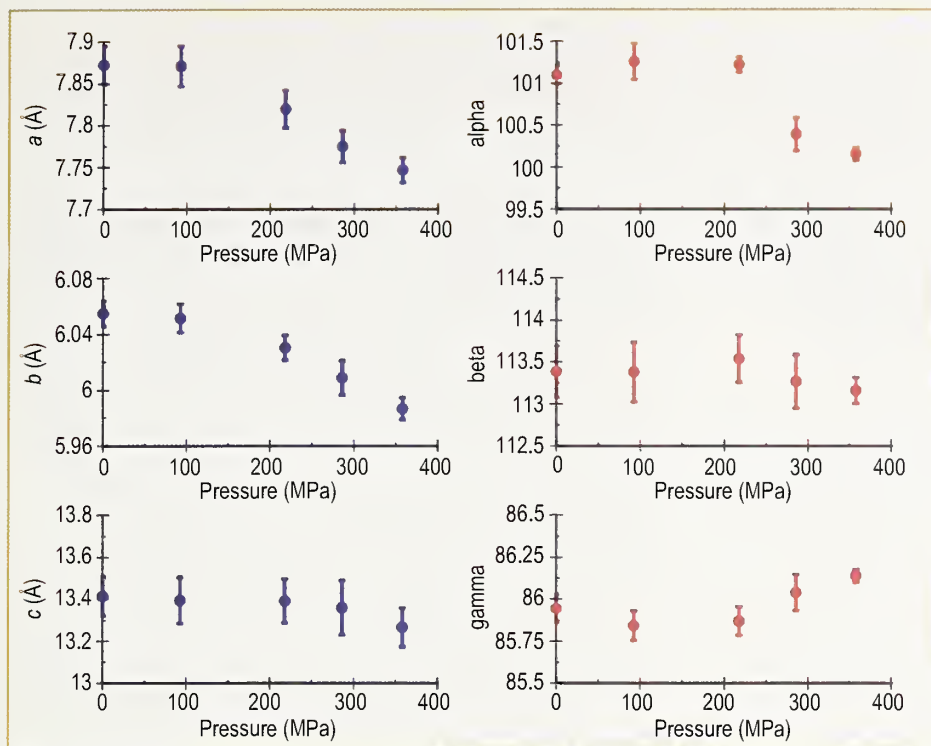 7.9
7.85
7.8
7.75
7.7
a (Å)
0 100 200 300 400
Pressure (MPa)
101.5
101
100.5
100
99.5
alpha
0 100 200 300 400
Pressure (MPa)
6.08
6.04
6
5.96
b (Å)
0 100 200 300 400
Pressure (MPa)
114.5
114
113.5
113
112.5
beta
0 100 200 300 400
Pressure (MPa)
13.8
13.6
13.4
13.2
13
c (Å)
0 100 200 300 400
Pressure (MPa)
86.5
86.25
86
85.75
85.5
gamma
0 100 200 300 400
Pressure (MPa)